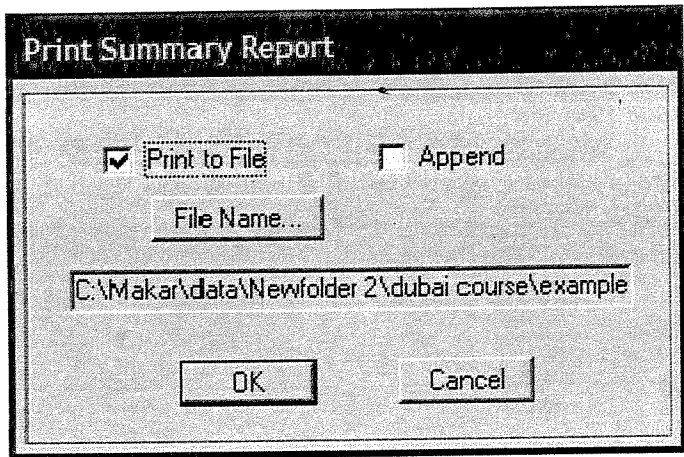 Print Summary Report
Print to File
Append
File Name...
C:\Makar\data\Newfolder 2\dubai course\example
OK
Cancel